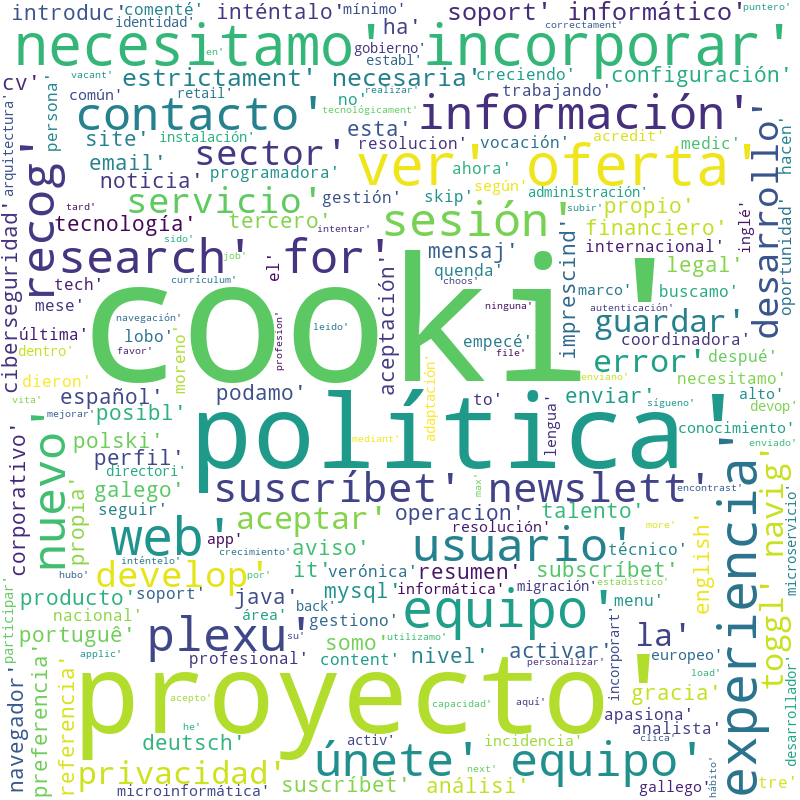 introduc'
comenté'
identidad'
inténtalo'
mínimo'
ha'
gobierno'
establ'
soport'
informático'
correctament'
puntero'
necesitamo'
incorporar'
vacant'
en'
retail'
realizar'
tecnológicament'
cv'
común'
persona'
arquitectura'
estrictament'
necesaria'
no'
creciendo'
trabajando'
configuración'
contacto'
información'
site'
instalación'
esta'
resolucion'
vocación'
acredit'
medic'
hacen'
desarrollo'
oportunidad'
email'
programadora'
sector'
ver'
oferta'
recog'
noticia'
gestión'
skip'
ahora'
según'
administración'
servicio'
tecnología'
tercero'
tard'
subir'
intentar'
sesión'
propio'
financiero'
inglé'
search for'
sido'
job'
el'
mensaj'
quenda'
imprescind'
internacional'
legal'
ciberseguridad'
tech'
mese'
currículum'
choos'
marco'
buscamo'
cooki'
última'
lobo'
navegación'
favor'
profesion'
leido'
aceptación'
empecé'
ninguna'
file'
autenticación'
guardar'
coordinadora'
error'
despué'
dentro'
dieron'
moreno'
vita'
mejorar'
español'
podamo'
adaptación'
to'
lengua'
enviar'
enviano'
necesitamo'
sígueno'
alto'
devop'
nuevo'
posibl'
polski'
perfil'
directori'
política'
mediant'
conocimiento'
enviado'
corporativo'
propia'
galego'
seguir'
suscríbet'
newslett'
max'
encontrast'
experiencia'
microservicio'
web'
app'
aceptar'
aviso'
crecimiento'
operacion'
resolución'
talento'
more'
navig'
toggl'
english'
inténtelo'
por'
it'
verónica'
usuario'
técnico'
hubo'
develop'
resumen'
subscríbet'
migración'
estadístico'
participar'
producto'
soport'
java'
mysql'
informática'
menu'
nacional'
portuguê'
área'
back'
gestiono'
equipo'
incorporart'
la'
plexu'
su'
somo'
utilizamo'
applic'
profesional'
content'
nivel'
activar'
personalizar'
europeo'
load'
desarrollador'
navegador'
preferencia'
referencia'
proyecto'
acepto'
capacidad'
aquí'
gracia'
apasiona'
analista'
clica'
deutsch'
he'
activ'
incidencia'
únete'
equipo'
privacidad'
next'
gallego'
hábito'
microinformática'
suscríbet'
análisi'
tre'